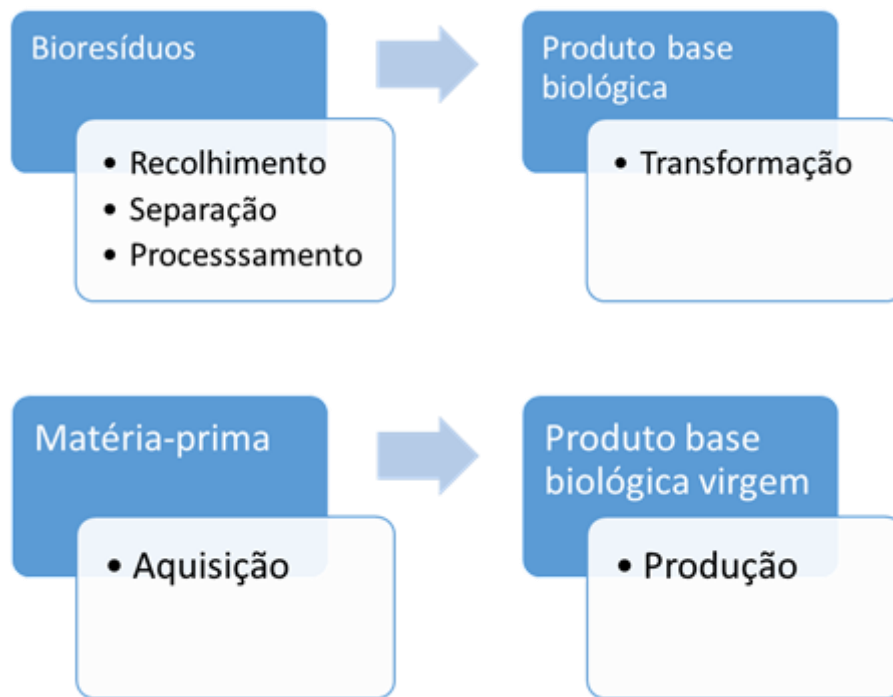 Bioresíduos
• Recolhimento
• Separação
• Processsamento
Produto base
biológica
• Transformação
Matéria-prima
• Aquisição
Produto base
biológica virgem
• Produção